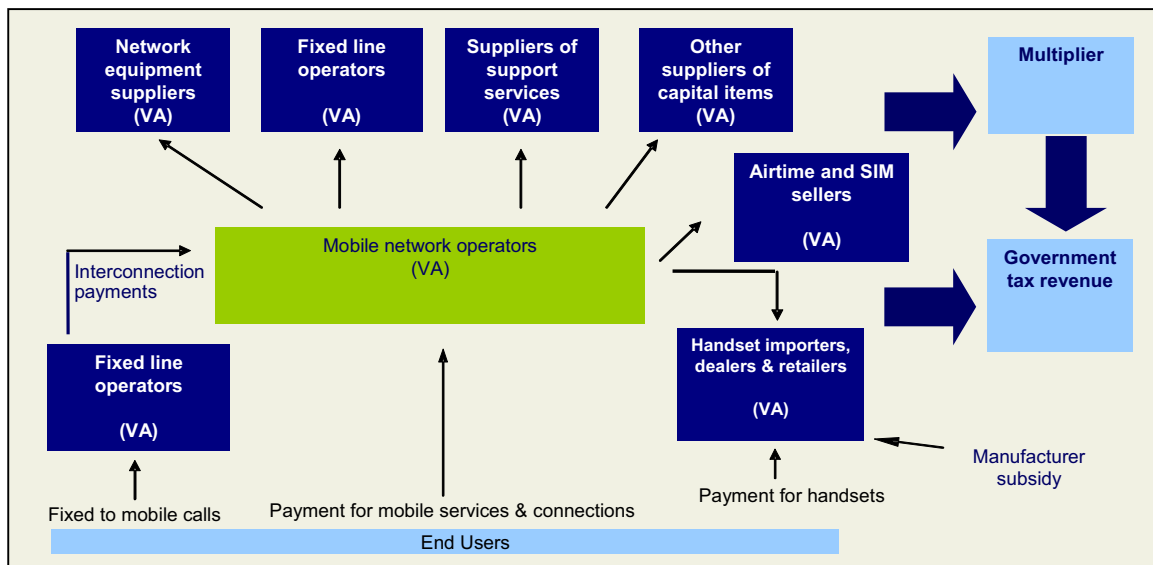 Network
equipment
suppliers
(VA)
Fixed line
operators
(VA)
Suppliers of
support
services
(VA)
Other
suppliers of
capital items
(VA)
Multiplier
Airtime and SIM
sellers
(VA)
Mobile network operators
(VA)
Interconnection
payments
Government
tax revenue
Fixed line
operators
(VA)
Handset importers,
dealers & retailers
(VA)
Manufacturer
subsidy
Fixed to mobile calls
Payment for mobile services & connections
Payment for handsets
End Users